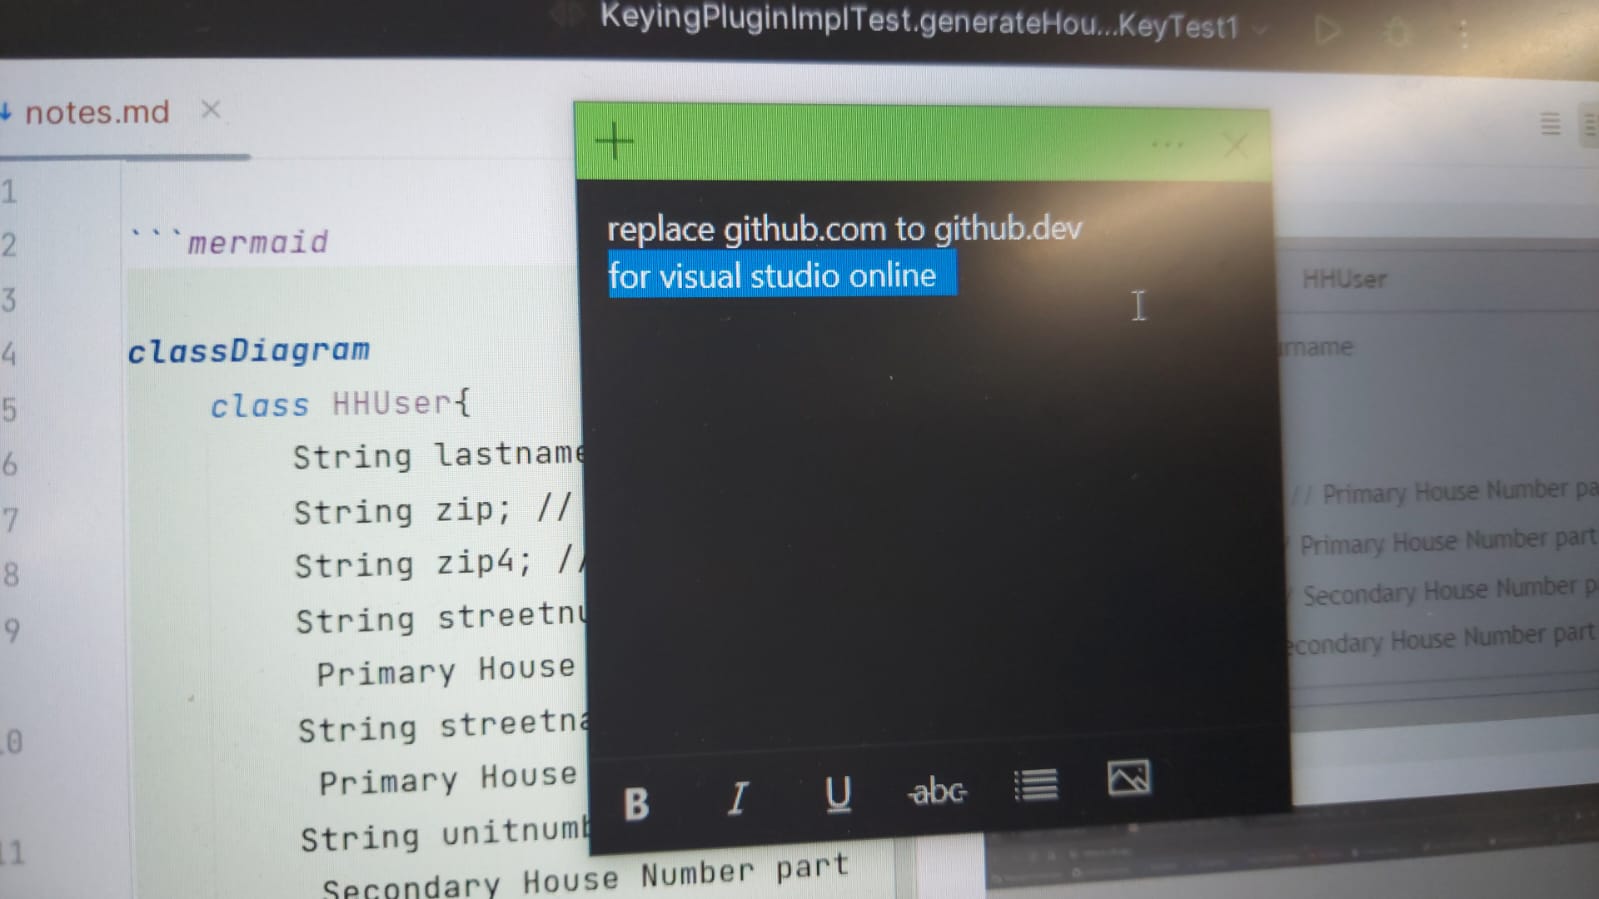 KeyingPluginImplTest.generateHou...KeyTest1
notes.md
1
2
```mermaid
3
4
classDiagram
5
class HHUser{
6
String lastname
7
String zip; //
8
String zip4; //
9
String streetnu
Primary House
10
String streetna
Primary House
11
String unitnumb
Secondary House Number part
replace github.com to github.dev
for visual studio online
B I U abc
HHUser
// Primary House Number pa
/ Primary House Number part
/ Secondary House Number p
econdary House Number part